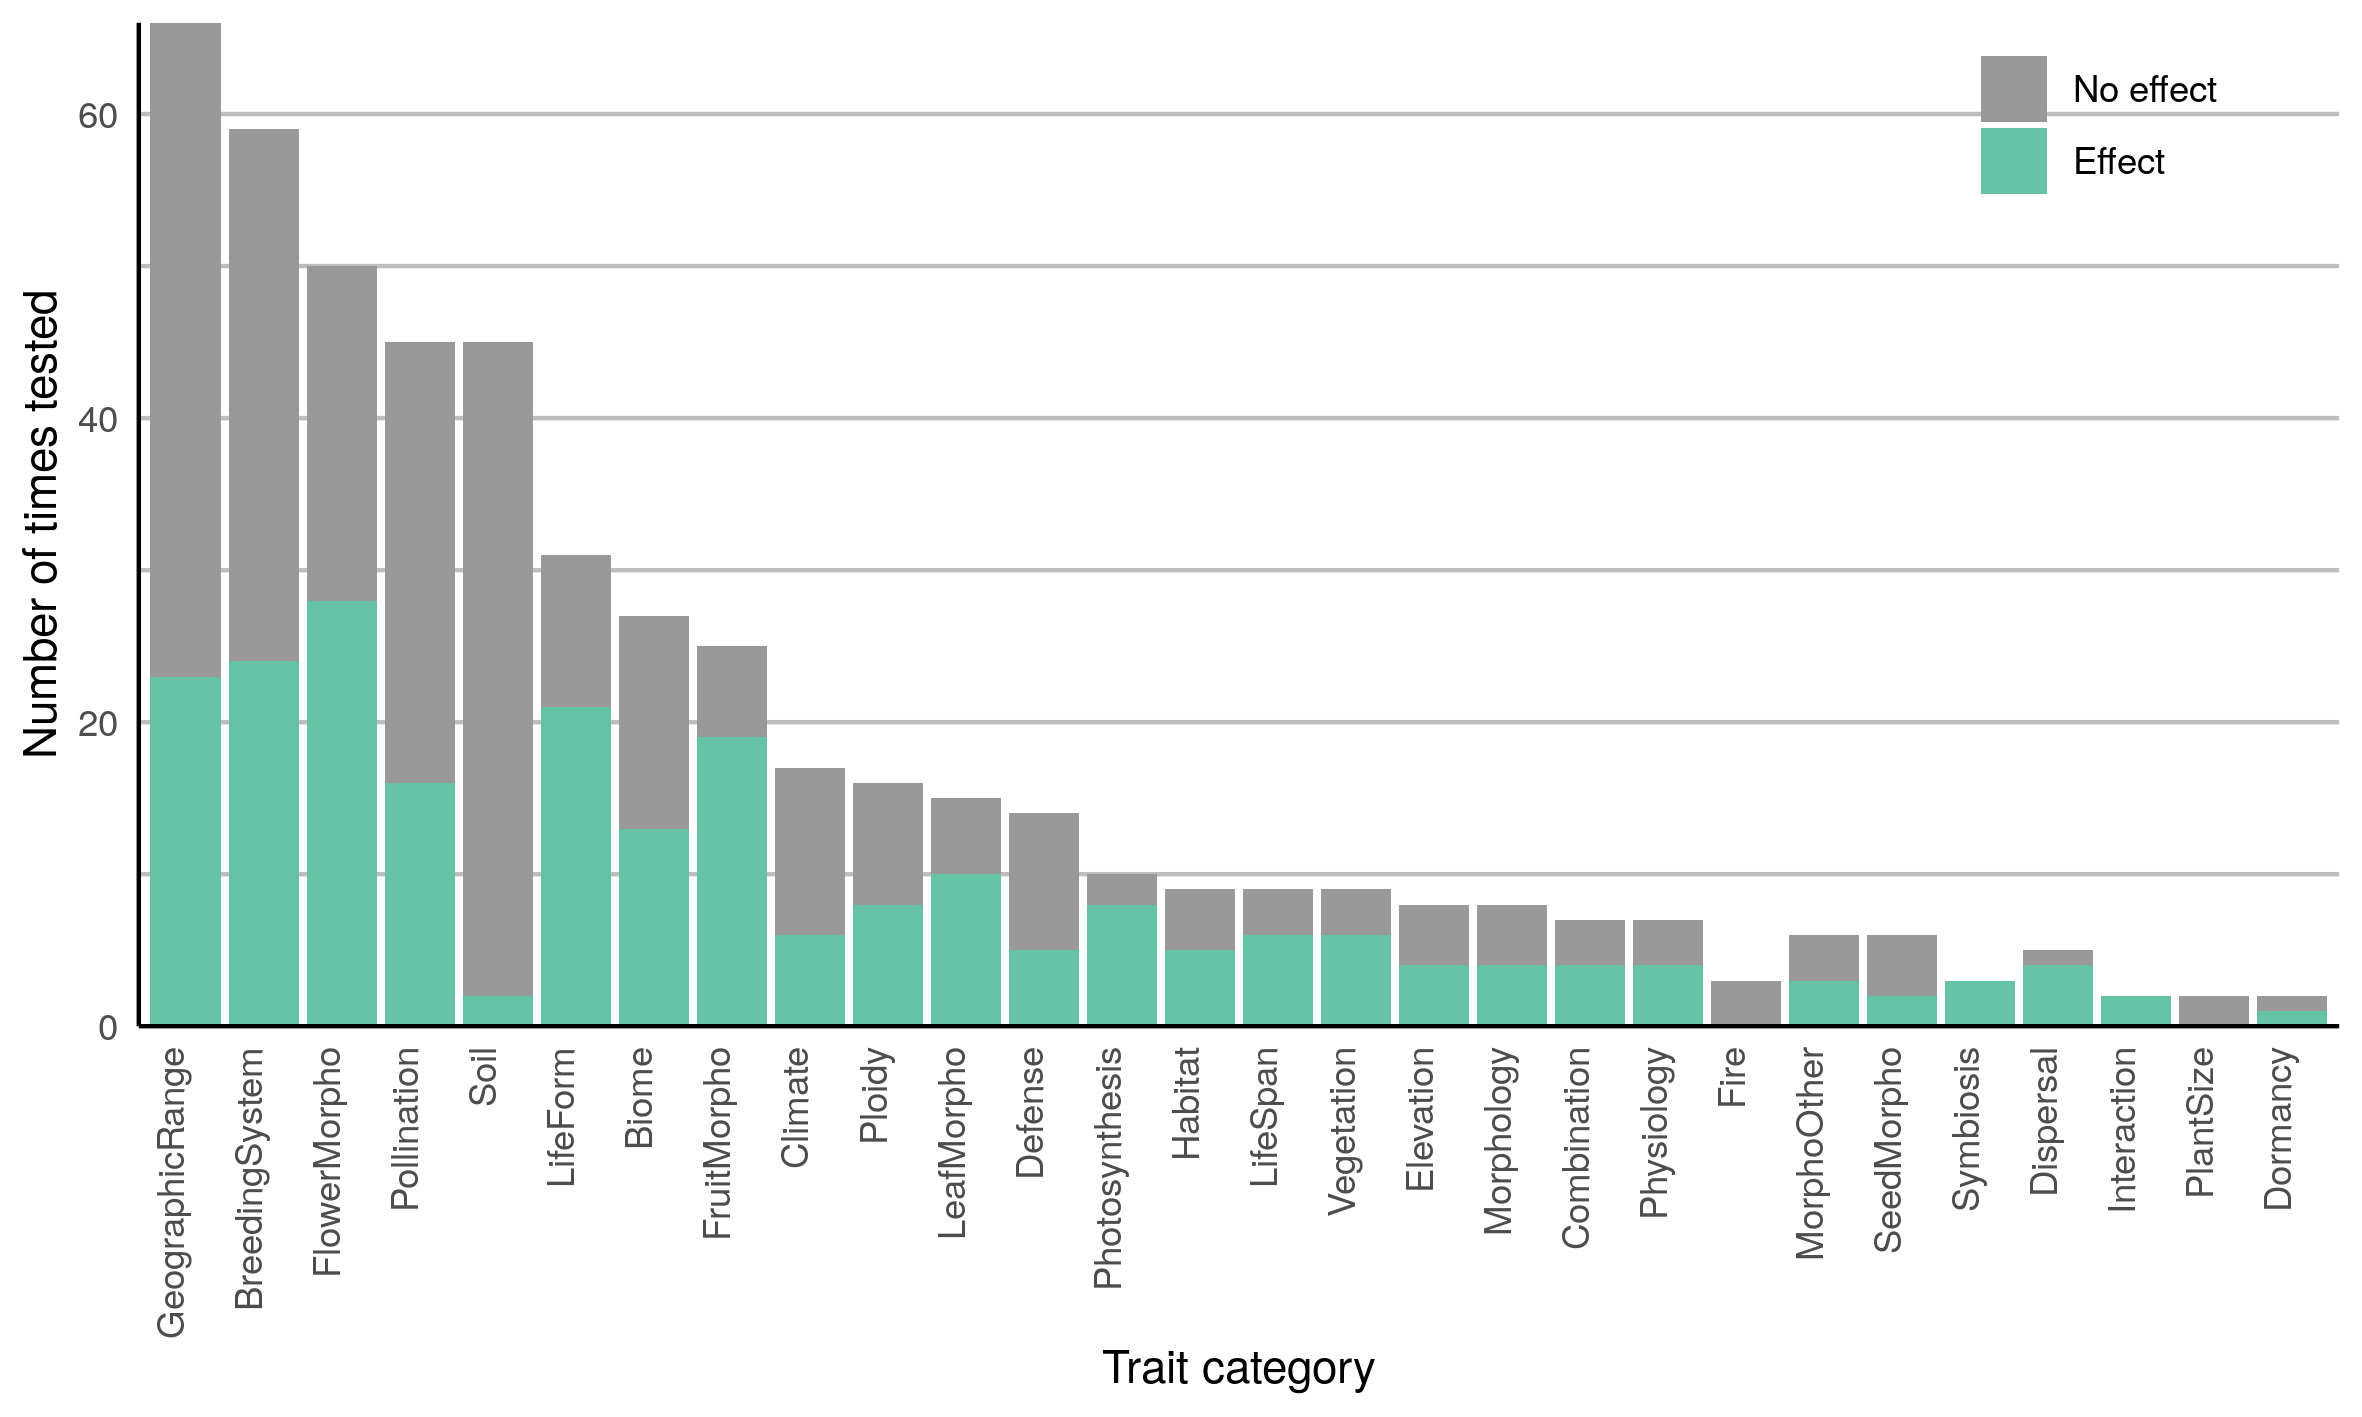 No effect
Effect
Number of times tested
60
40
20
0
GeographicRange
BreedingSystem
FlowerMorpho
Pollination
Soil
LifeForm
Biome
FruitMorpho
Climate
Ploidy
LeafMorpho
Defense
Photosynthesis
Habitat
LifeSpan
Vegetation
Elevation
Morphology
Combination
Physiology
Fire
MorphoOther
SeedMorpho
Symbiosis
Dispersal
Interaction
PlantSize
Dormancy
Trait category